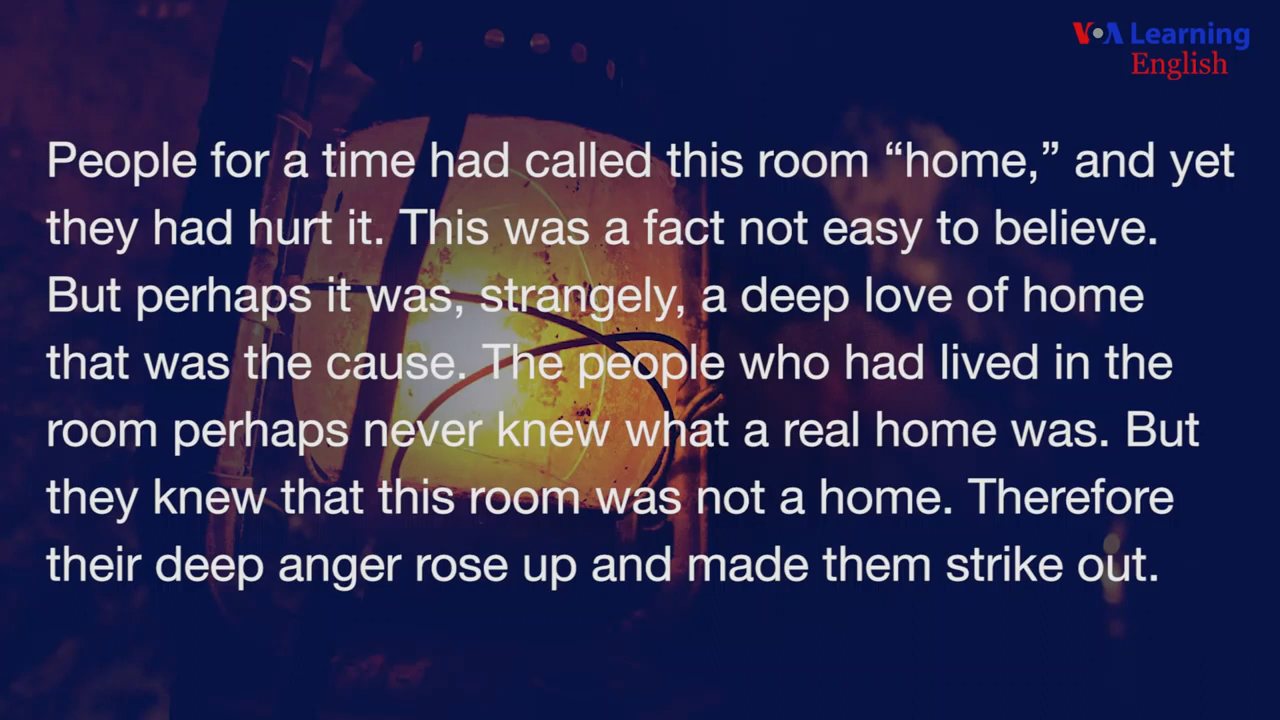 VOA Learning
English
People for a time had called this room “home,” and yet
they had hurt it. This was a fact not easy to believe.
But perhaps it was, strangely, a deep love of home
that was the cause. The people who had lived in the
room perhaps never knew what a real home was. But
they knew that this room was not a home. Therefore
their deep anger rose up and made them strike out.